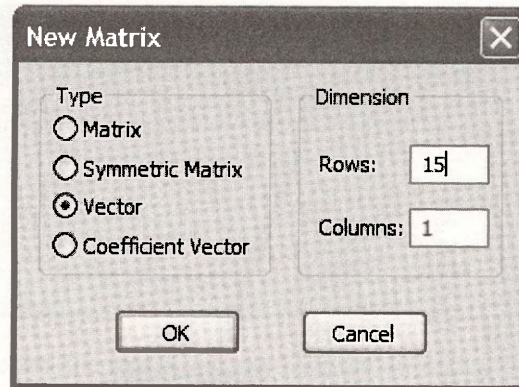 New Matrix
Type
Matrix
Symmetric Matrix
Vector
Coefficient Vector
Dimension
Rows: 15
Columns: 1
OK
Cancel